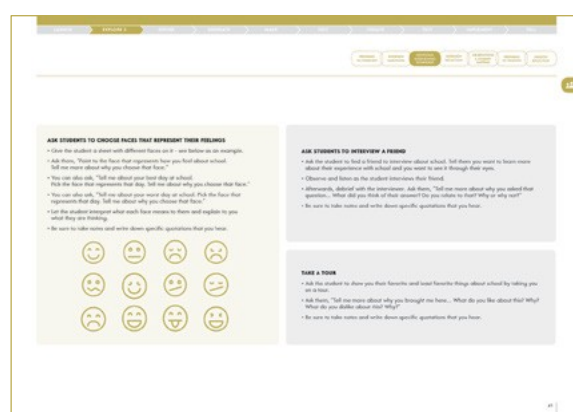 EXPLORE 2
ASK STUDENTS TO CHOOSE FACES THAT REPRESENT THEIR FEELINGS
• Give the student a sheet with different faces on it - see below as an example.
• Ask them, "Point to the face that represents how you feel about school.
Tell me more about why you choose that face."
• You can also ask, "Tell me about your best day at school.
Pick the face that represents that day. Tell me about why you choose that face."
• You can also ask, "Tell me about your worst day at school. Pick the face that
represents that day. Tell me about why you choose that face."
• Let the student interpret what each face means to them and explain to you
what they are thinking.
• Be sure to take notes and write down specific quotations that you hear.
ASK STUDENTS TO INTERVIEW A FRIEND
• Ask the student to find a friend to interview about school. Tell them you want to learn more
about their experience with school and you want to see it through their eyes.
• Observe and listen as the student interviews their friend.
• Afterwards, debrief with the interviewer. Ask them, "Tell me more about why you asked that
question... What did you think of their answer? Do you relate to that? Why or why not?"
• Be sure to take notes and write down specific quotations that you hear.
TAKE A TOUR
• Ask the student to show you their favorite and least favorite things about school by taking you
on a tour.
• Ask them, "Tell me more about why you brought me here... What do you like about this? Why?
What do you dislike about this? Why?"
• Be sure to take notes and write down specific quotations that you hear.